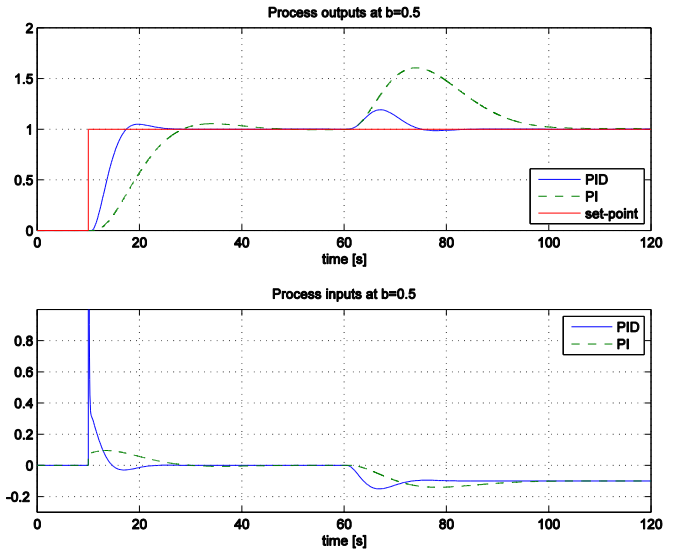 Process outputs at b=0.5
2
1.5
1
0.5
0
PID
PI
set-point
0 20 40 60 80 100 120
time [s]
Process inputs at b=0.5
0.8
0.6
0.4
0.2
0
-0.2
PID
PI
0 20 40 60 80 100 120
time [s]